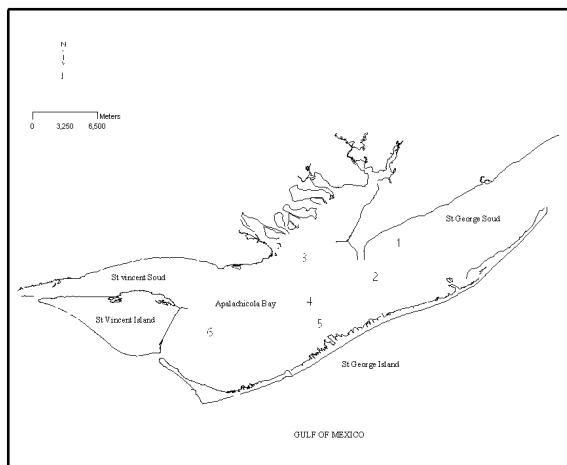 N
Meters
0 3,250 6,500
St George Soud
1
3
2
St vincent Soud
Apalachicola Bay
4
St Vincent Island
5
6
St George Island
GULF OF MEXICO